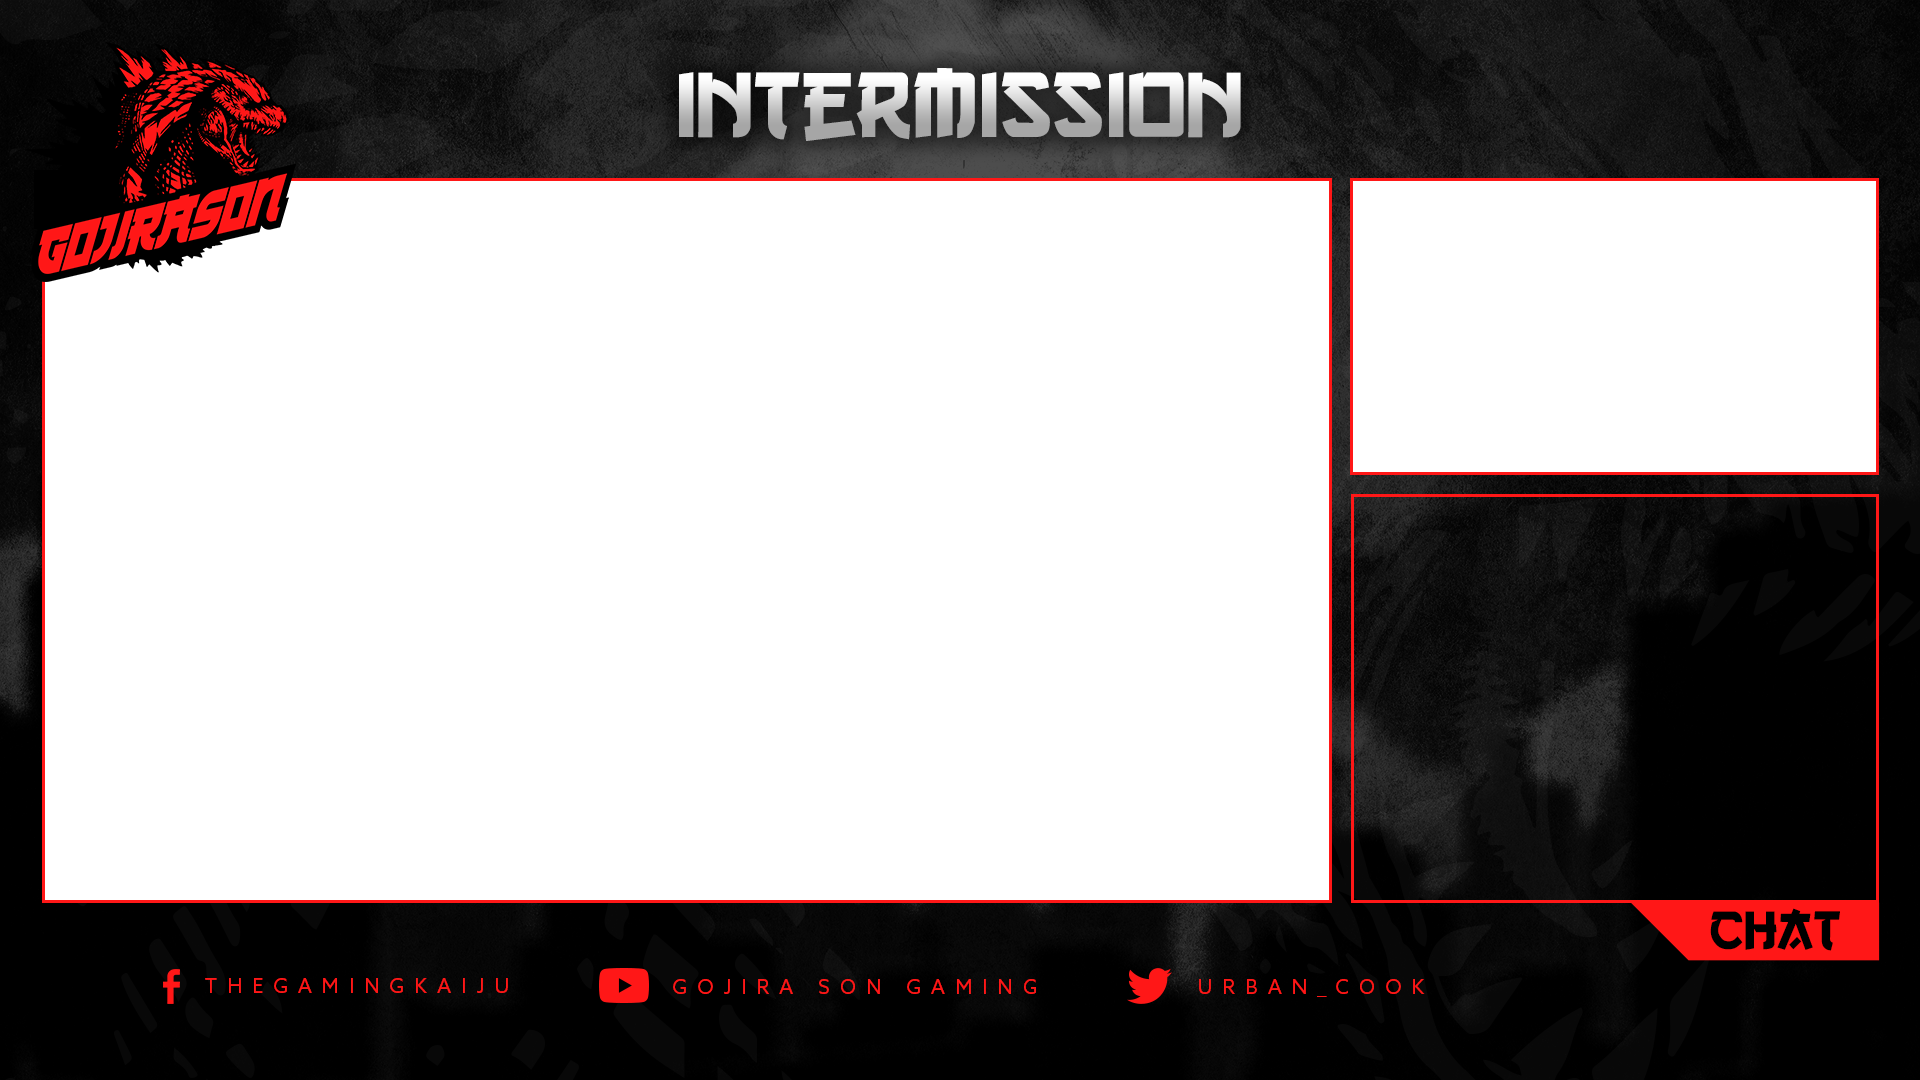 INTERMISSION
GOJIRASON
CHAT
THEGAMINGKAIJU
GOJIRA SON GAMING
URBAN_COOK